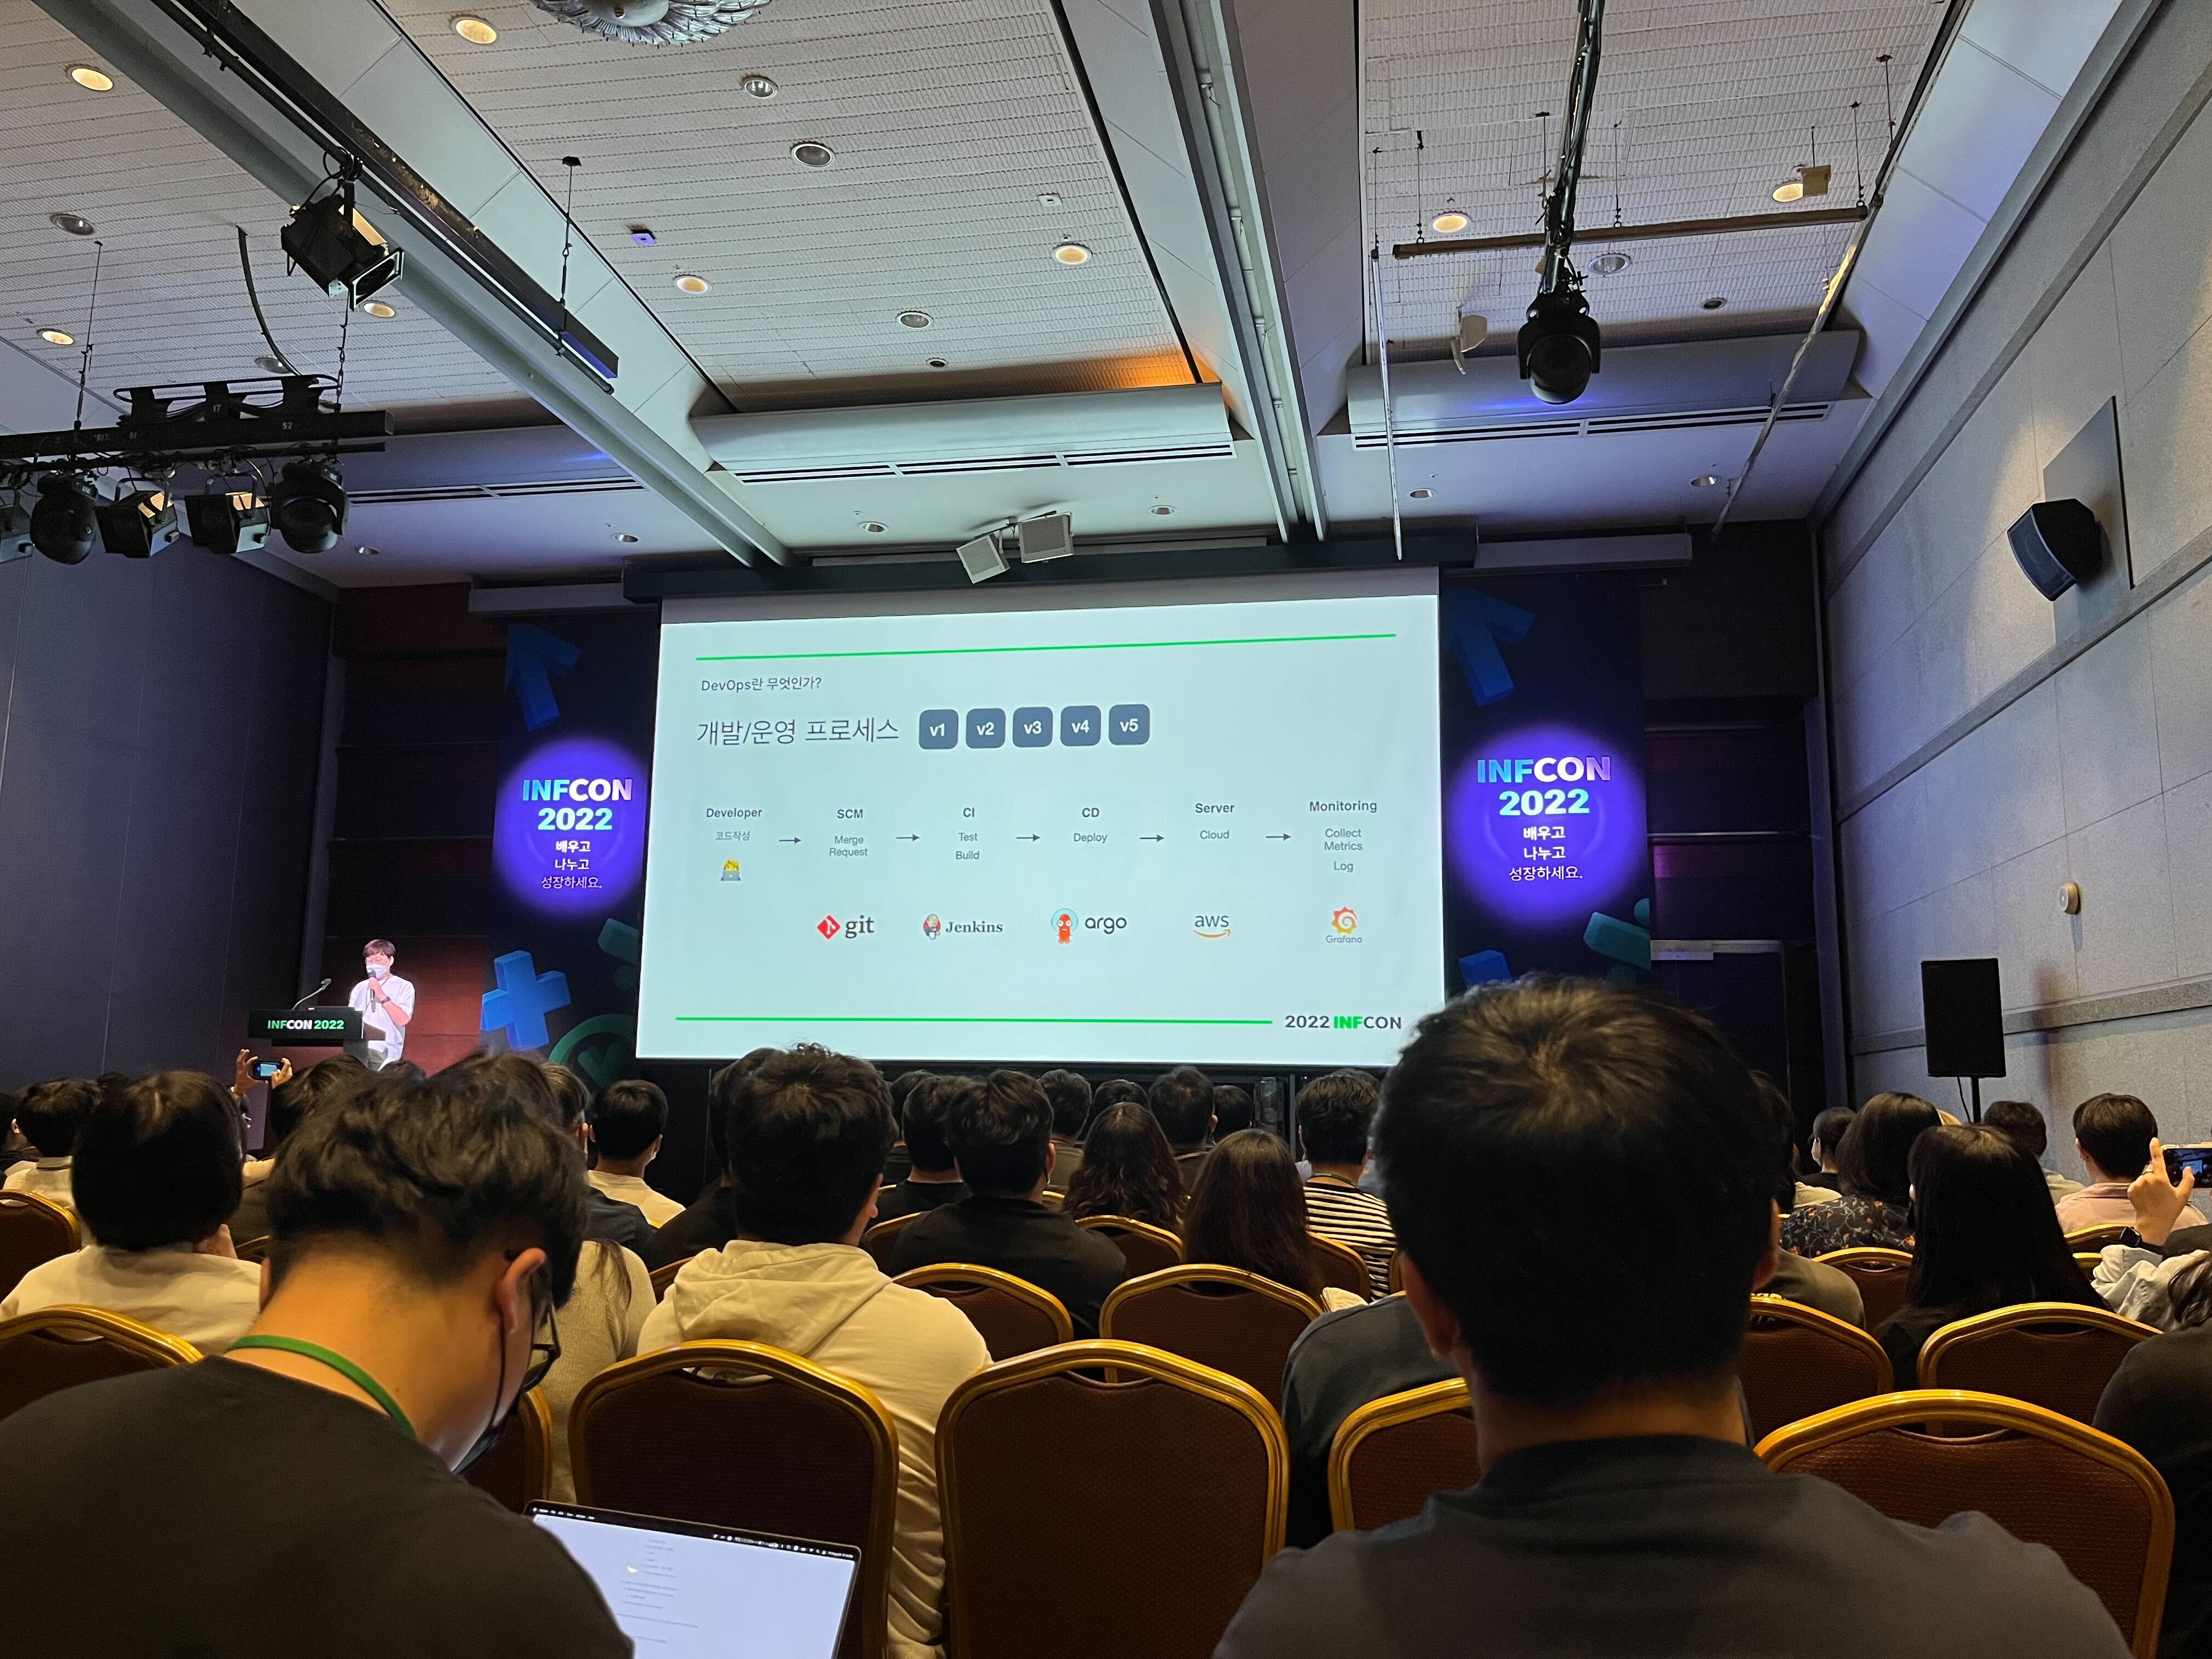 DevOps란 무엇인가?
개발/운영 프로세스 v1 v2 v3 v4 v5
Developer
코드작성
SCM
Merge
Request
git
CI
Test
Build
Jenkins
CD
Deploy
argo
Server
Cloud
aws
Monitoring
Collect
Metrics
Log
Grafana
2022 INFCON
INFCON
2022
배우고
나누고
성장하세요.
INFCON
2022
배우고
나누고
성장하세요.
INFCON 2022
17
52